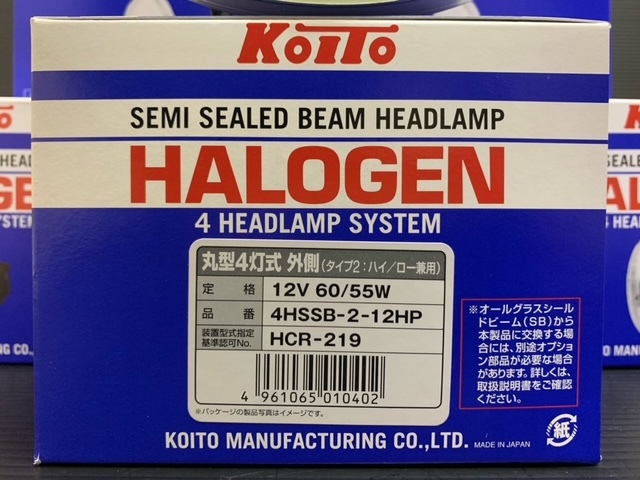 KoiTo
SEMI SEALED BEAM HEADLAMP
HALOGEN
4 HEADLAMP SYSTEM
丸型4灯式 外側(タイプ2:ハイ/ロー兼用)
定格 12V 60/55W
品番 4HSSB-2-12HP
装置型式指定
基準認可No. HCR-219
4 961065 010402
※パッケージの製品写真はイメージです。
※オールグラスシール
ドビーム(SB)から
本製品に交換する場
合には、別途オプショ
ン部品が必要な場合
があります。詳しくは、
取扱説明書をご確認
ください。
紙
KOITO MANUFACTURING CO.,LTD. MADE IN JAPAN